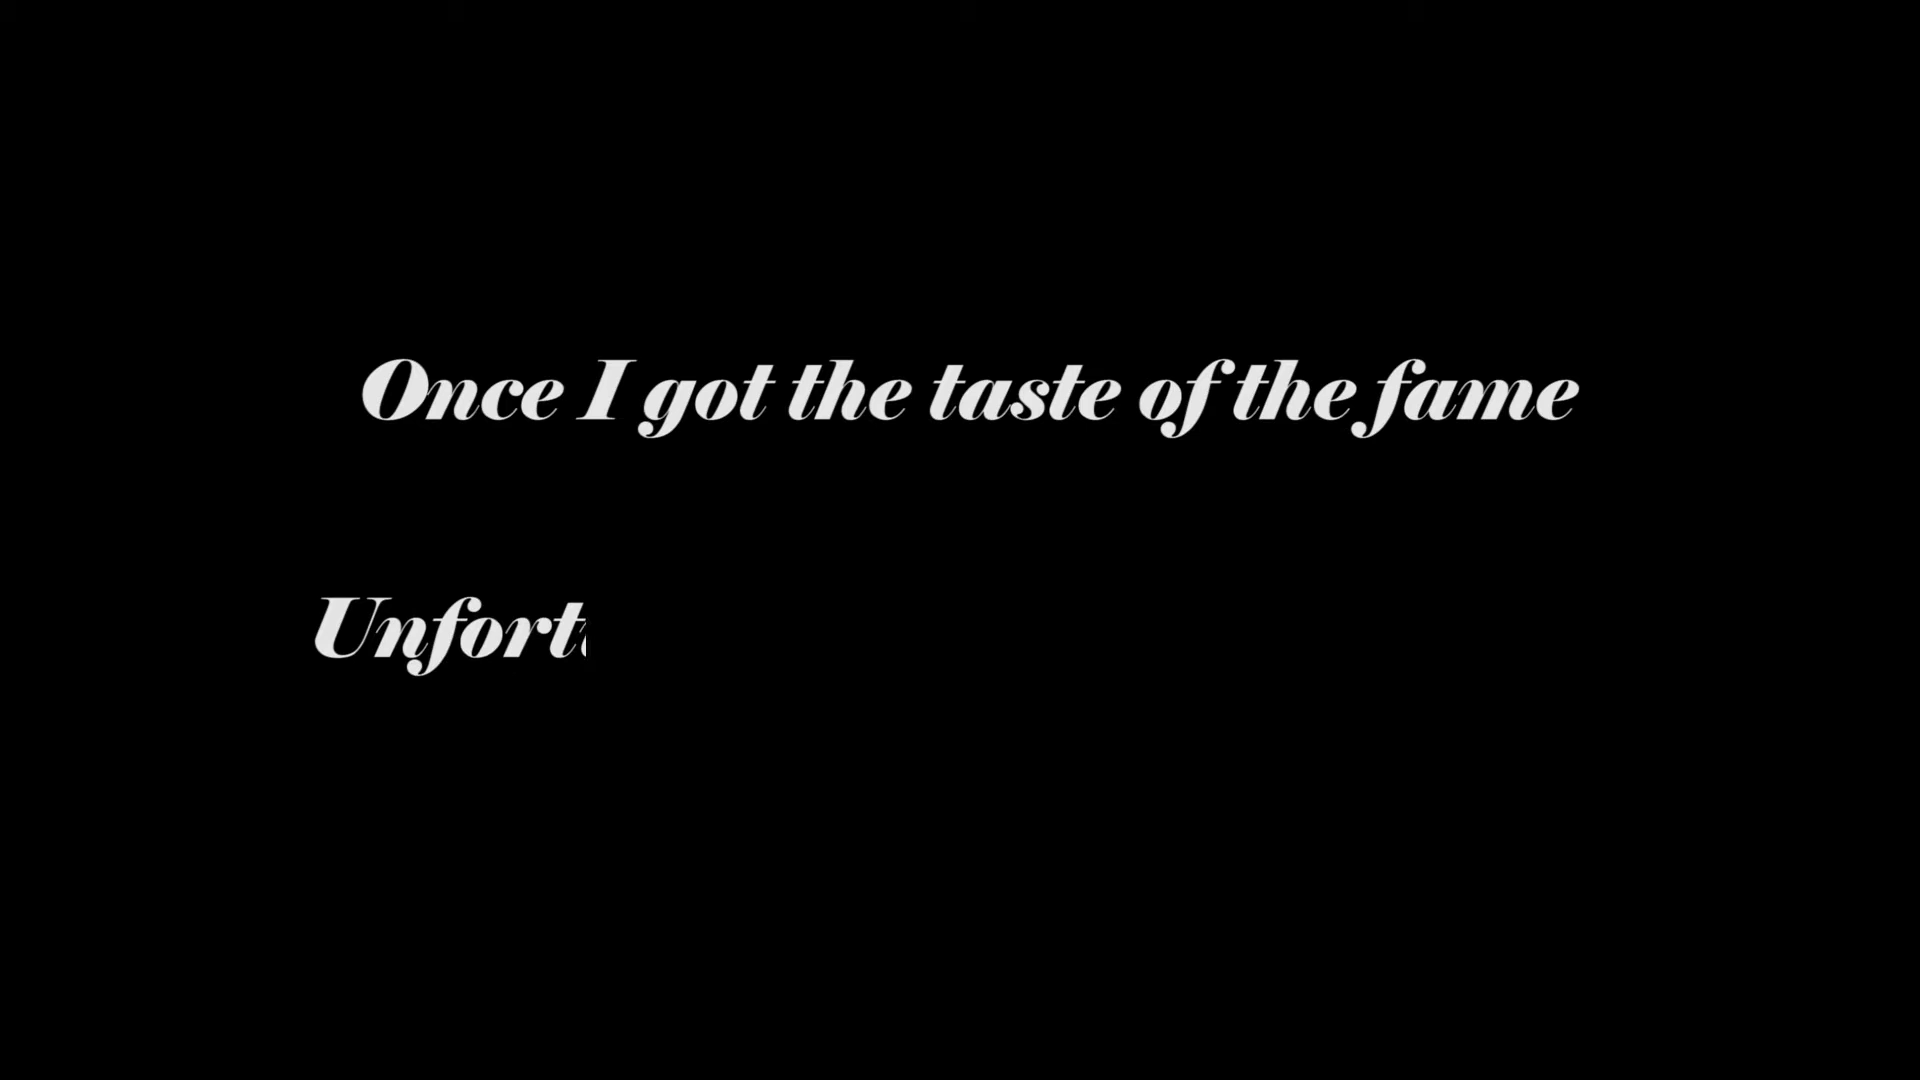 Once I got the taste of the fame
Unfort